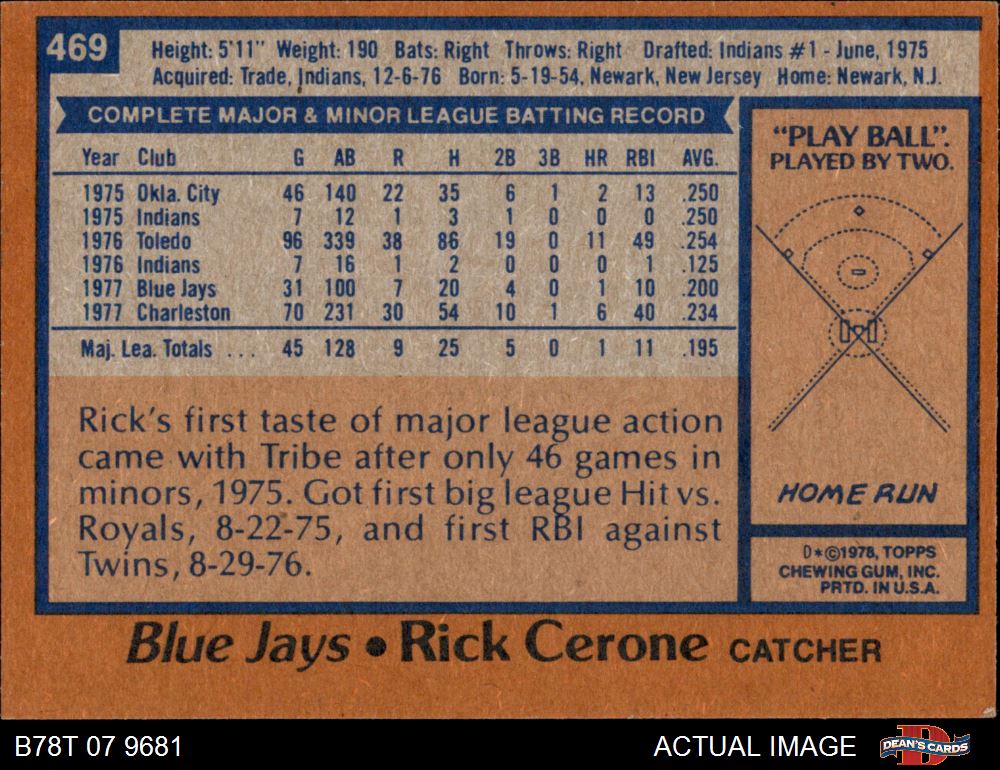 469
Height: 5'11" Weight: 190 Bats: Right Throws: Right Drafted: Indians #1 - June, 1975
Acquired: Trade, Indians, 12-6-76 Born: 5-19-54, Newark, New Jersey Home: Newark, N.J.
COMPLETE MAJOR & MINOR LEAGUE BATTING RECORD
Year Club G AB R H 2B 3B HR RBI AVG.
1975 Okla. City 46 140 22 35 6 1 2 13 .250
1975 Indians 7 12 1 3 1 0 0 0 .250
1976 Toledo 96 339 38 86 19 0 11 49 .254
1976 Indians 7 16 1 2 0 0 0 1 .125
1977 Blue Jays 31 100 7 20 4 0 1 10 .200
1977 Charleston 70 231 30 54 10 1 6 40 .234
Maj. Lea. Totals ... 45 128 9 25 5 0 1 11 .195
Rick's first taste of major league action
came with Tribe after only 46 games in
minors, 1975. Got first big league Hit vs.
Royals, 8-22-75, and first RBI against
Twins, 8-29-76.
"PLAY BALL".
PLAYED BY TWO.
HOME RUN
D*©1978, TOPPS
CHEWING GUM, INC.
PRTD. IN U.S.A.
Blue Jays • Rick Cerone CATCHER
B78T 07 9681
ACTUAL IMAGE
DEAN'S CARDS